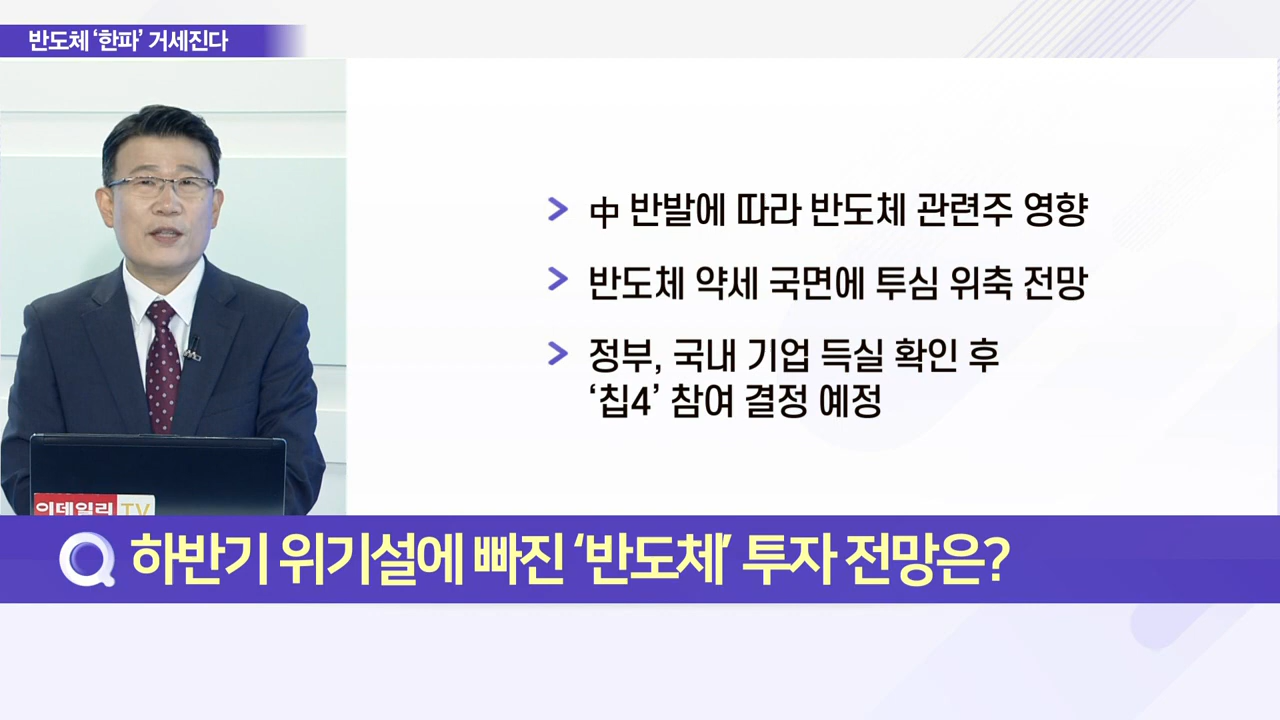 반도체 ‘한파’ 거세진다
> 中 반발에 따라 반도체 관련주 영향
> 반도체 약세 국면에 투심 위축 전망
> 정부, 국내 기업 득실 확인 후
‘칩4’ 참여 결정 예정
이데일리 TV
Q 하반기 위기설에 빠진 ‘반도체’ 투자 전망은?